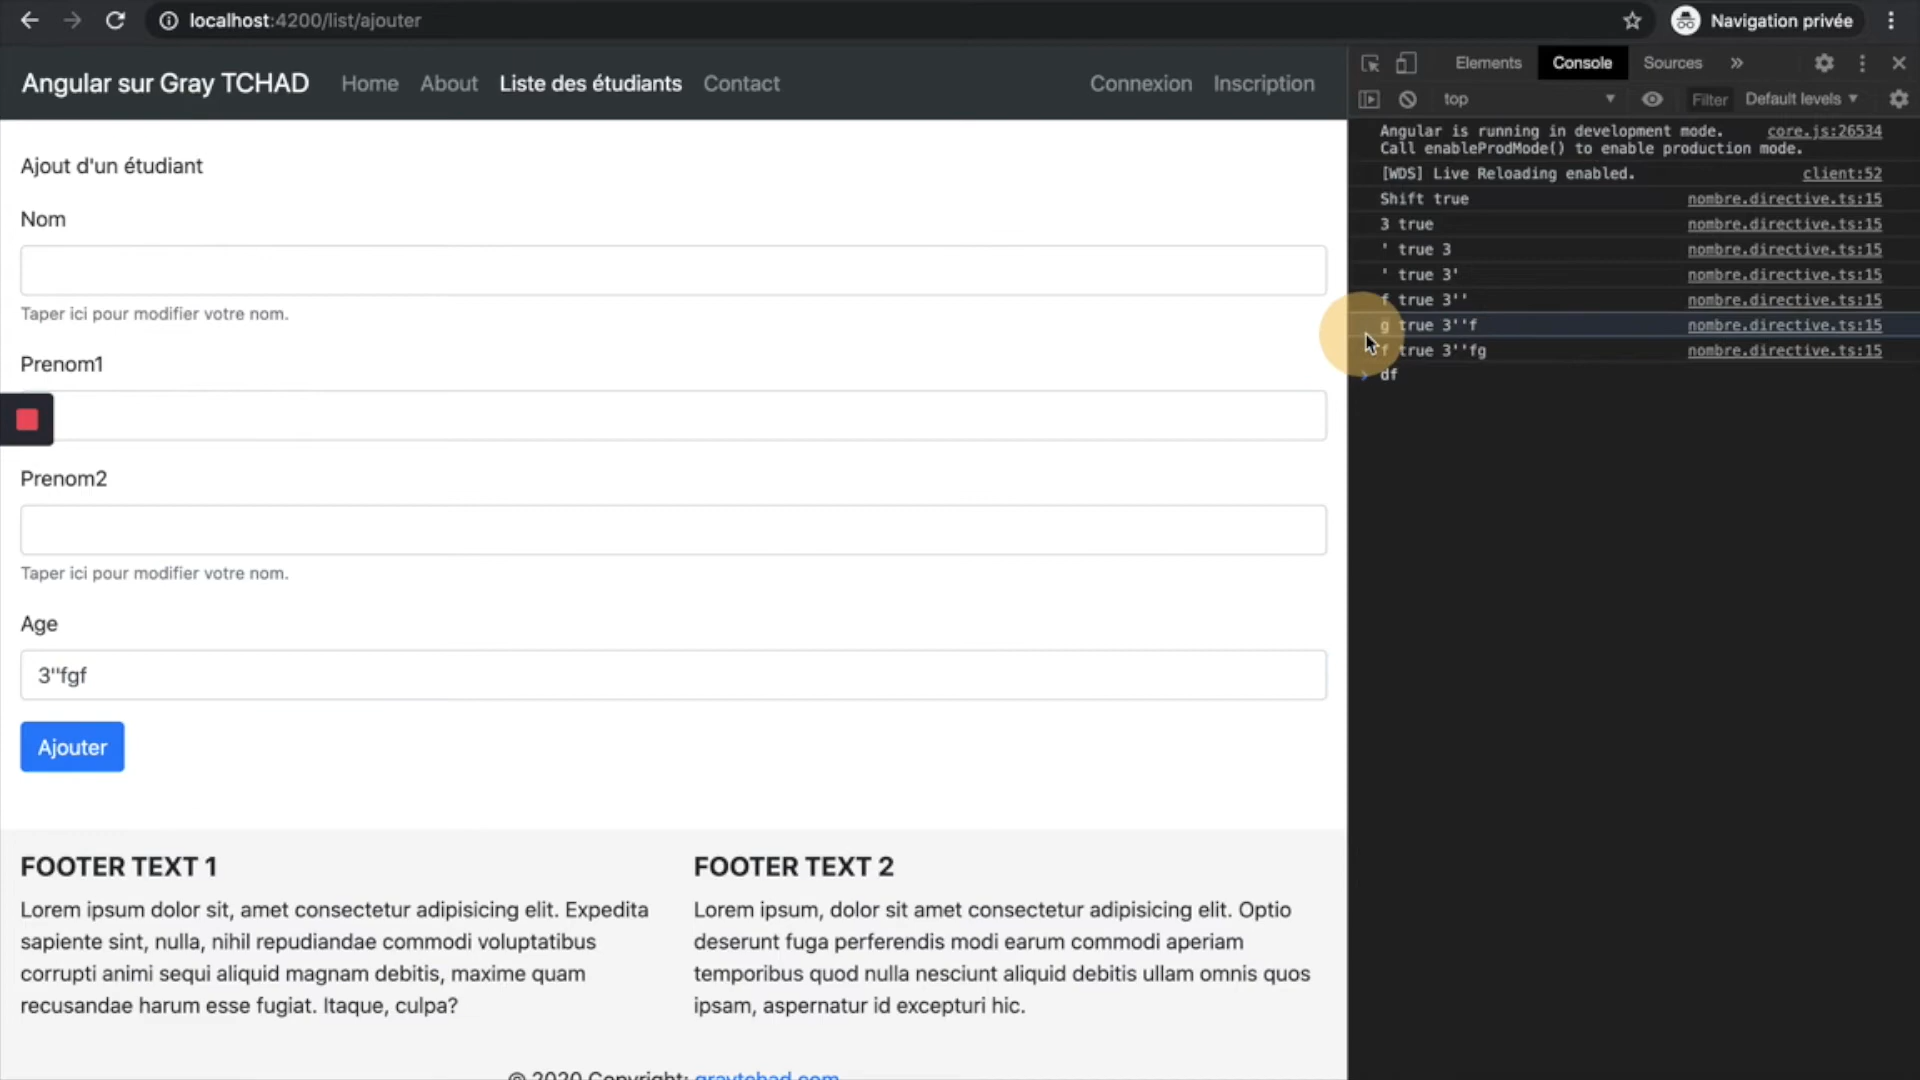 localhost:4200/list/ajouter
Navigation privée
Angular sur Gray TCHAD Home About Liste des étudiants Contact Connexion Inscription
Ajout d'un étudiant
Nom
Taper ici pour modifier votre nom.
Prenom1
Prenom2
Taper ici pour modifier votre nom.
Age
3''fgf
Ajouter
FOOTER TEXT 1
Lorem ipsum dolor sit, amet consectetur adipisicing elit. Expedita
sapiente sint, nulla, nihil repudiandae commodi voluptatibus
corrupti animi sequi aliquid magnam debitis, maxime quam
recusandae harum esse fugiat. Itaque, culpa?
FOOTER TEXT 2
Lorem ipsum, dolor sit amet consectetur adipisicing elit. Optio
deserunt fuga perferendis modi earum commodi aperiam
temporibus quod nulla nesciunt aliquid debitis ullam omnis quos
ipsam, aspernatur id excepturi hic.
© 2020 Copyright: graytchad.com
Elements Console Sources »
top Filter Default levels
Angular is running in development mode. core.js:26534
Call enableProdMode() to enable production mode.
[WDS] Live Reloading enabled. client:52
Shift true nombre.directive.ts:15
3 true nombre.directive.ts:15
' true 3 nombre.directive.ts:15
' true 3' nombre.directive.ts:15
f true 3'' nombre.directive.ts:15
g true 3''f nombre.directive.ts:15
f true 3''fg nombre.directive.ts:15
df